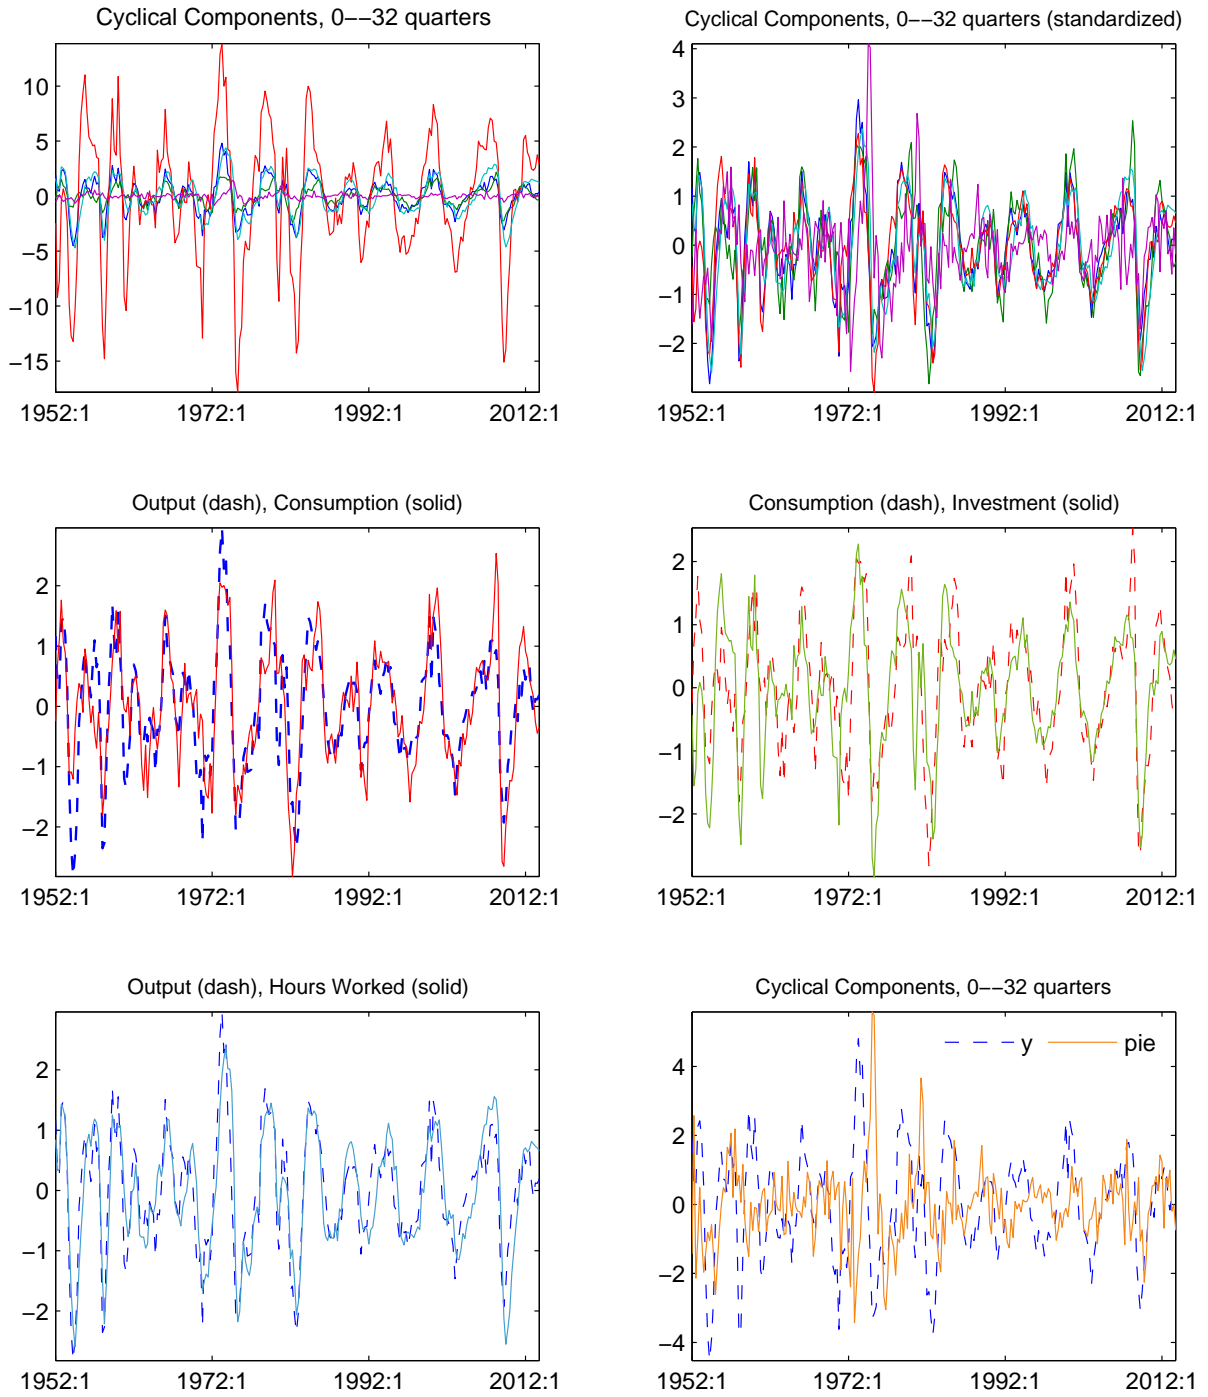 Cyclical Components, 0−−32 quarters
10
5
0
−5
−10
−15
1952:1 1972:1 1992:1 2012:1
Cyclical Components, 0−−32 quarters (standardized)
4
3
2
1
0
−1
−2
1952:1 1972:1 1992:1 2012:1
Output (dash), Consumption (solid)
2
1
0
−1
−2
1952:1 1972:1 1992:1 2012:1
Consumption (dash), Investment (solid)
2
1
0
−1
−2
1952:1 1972:1 1992:1 2012:1
Output (dash), Hours Worked (solid)
2
1
0
−1
−2
1952:1 1972:1 1992:1 2012:1
Cyclical Components, 0−−32 quarters
y pie
4
2
0
−2
−4
1952:1 1972:1 1992:1 2012:1